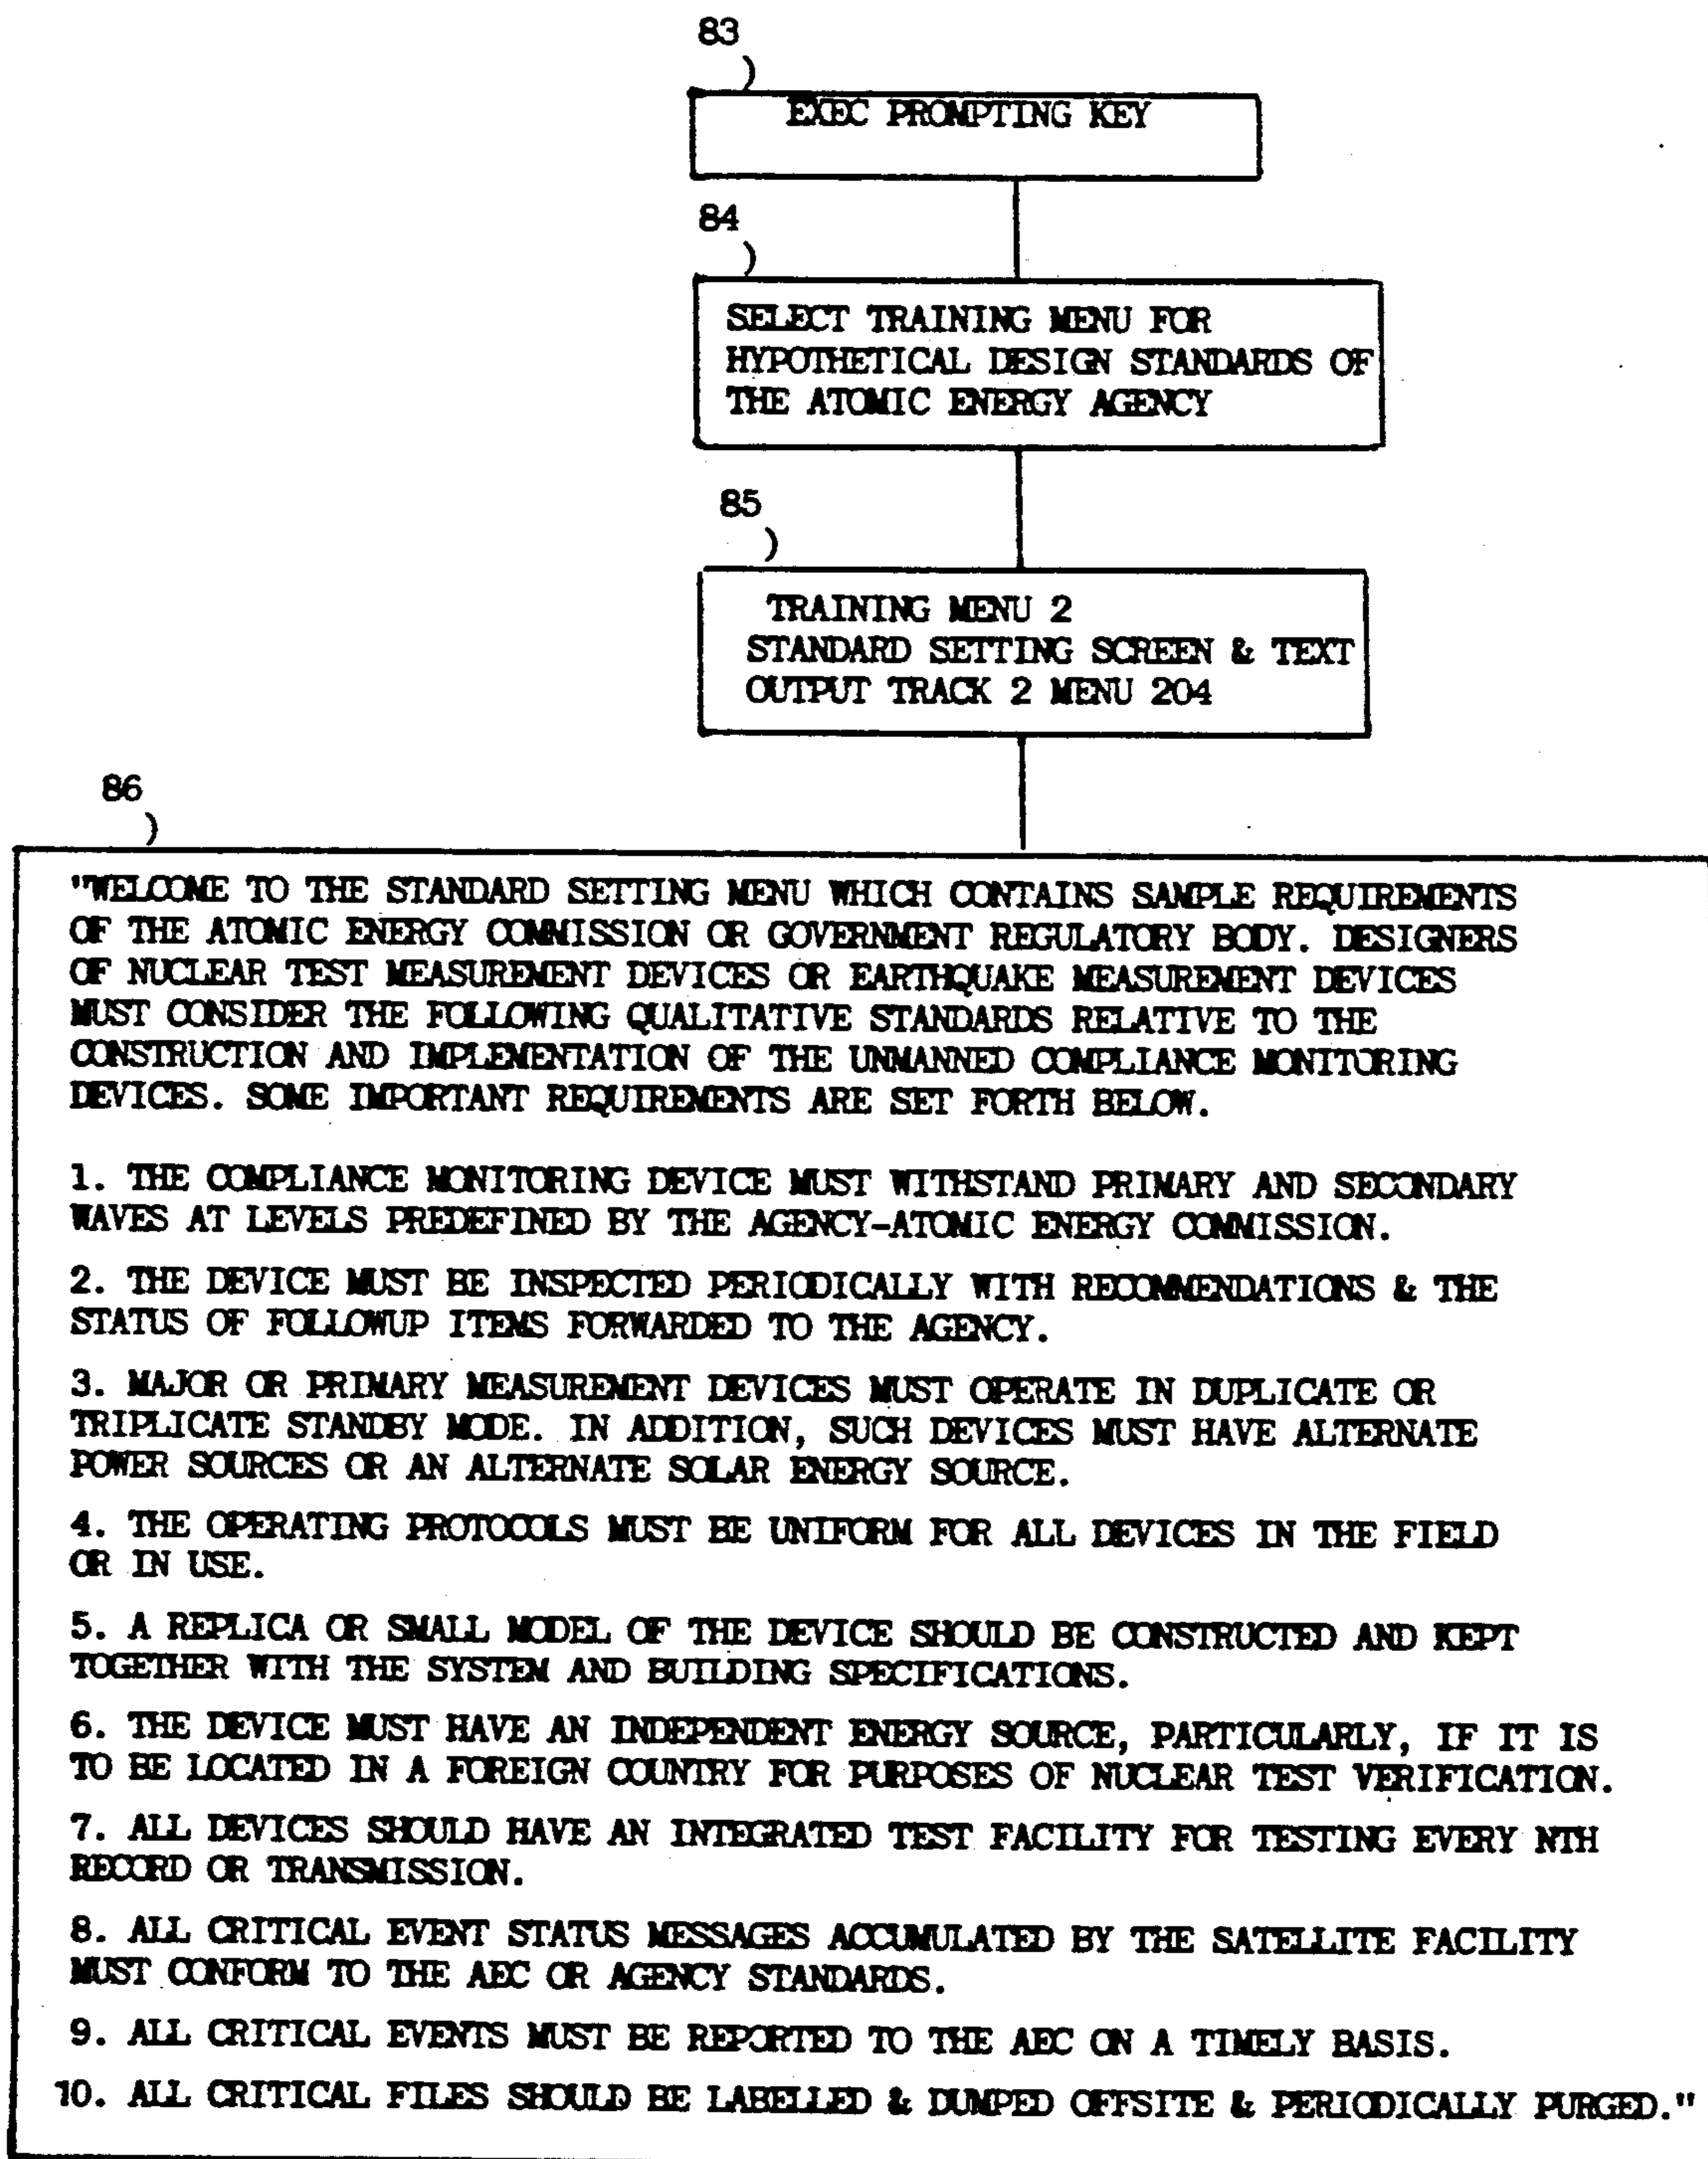 83
)
EXEC PROMPTING KEY
84
)
SELECT TRAINING MENU FOR
HYPOTHETICAL DESIGN STANDARDS OF
THE ATOMIC ENERGY AGENCY
85
)
TRAINING MENU 2
STANDARD SETTING SCREEN & TEXT
OUTPUT TRACK 2 MENU 204
86
)
"WELCOME TO THE STANDARD SETTING MENU WHICH CONTAINS SAMPLE REQUIREMENTS
OF THE ATOMIC ENERGY COMMISSION OR GOVERNMENT REGULATORY BODY. DESIGNERS
OF NUCLEAR TEST MEASUREMENT DEVICES OR EARTHQUAKE MEASUREMENT DEVICES
MUST CONSIDER THE FOLLOWING QUALITATIVE STANDARDS RELATIVE TO THE
CONSTRUCTION AND IMPLEMENTATION OF THE UNMANNED COMPLIANCE MONITORING
DEVICES. SOME IMPORTANT REQUIREMENTS ARE SET FORTH BELOW.
1. THE COMPLIANCE MONITORING DEVICE MUST WITHSTAND PRIMARY AND SECONDARY
WAVES AT LEVELS PREDEFINED BY THE AGENCY-ATOMIC ENERGY COMMISSION.
2. THE DEVICE MUST BE INSPECTED PERIODICALLY WITH RECOMMENDATIONS & THE
STATUS OF FOLLOWUP ITEMS FORWARDED TO THE AGENCY.
3. MAJOR OR PRIMARY MEASUREMENT DEVICES MUST OPERATE IN DUPLICATE OR
TRIPLICATE STANDBY MODE. IN ADDITION, SUCH DEVICES MUST HAVE ALTERNATE
POWER SOURCES OR AN ALTERNATE SOLAR ENERGY SOURCE.
4. THE OPERATING PROTOCOLS MUST BE UNIFORM FOR ALL DEVICES IN THE FIELD
OR IN USE.
5. A REPLICA OR SMALL MODEL OF THE DEVICE SHOULD BE CONSTRUCTED AND KEPT
TOGETHER WITH THE SYSTEM AND BUILDING SPECIFICATIONS.
6. THE DEVICE MUST HAVE AN INDEPENDENT ENERGY SOURCE, PARTICULARLY, IF IT IS
TO BE LOCATED IN A FOREIGN COUNTRY FOR PURPOSES OF NUCLEAR TEST VERIFICATION.
7. ALL DEVICES SHOULD HAVE AN INTEGRATED TEST FACILITY FOR TESTING EVERY NTH
RECORD OR TRANSMISSION.
8. ALL CRITICAL EVENT STATUS MESSAGES ACCUMULATED BY THE SATELLITE FACILITY
MUST CONFORM TO THE AEC OR AGENCY STANDARDS.
9. ALL CRITICAL EVENTS MUST BE REPORTED TO THE AEC ON A TIMELY BASIS.
10. ALL CRITICAL FILES SHOULD BE LABELLED & DUMPED OFFSITE & PERIODICALLY PURGED."